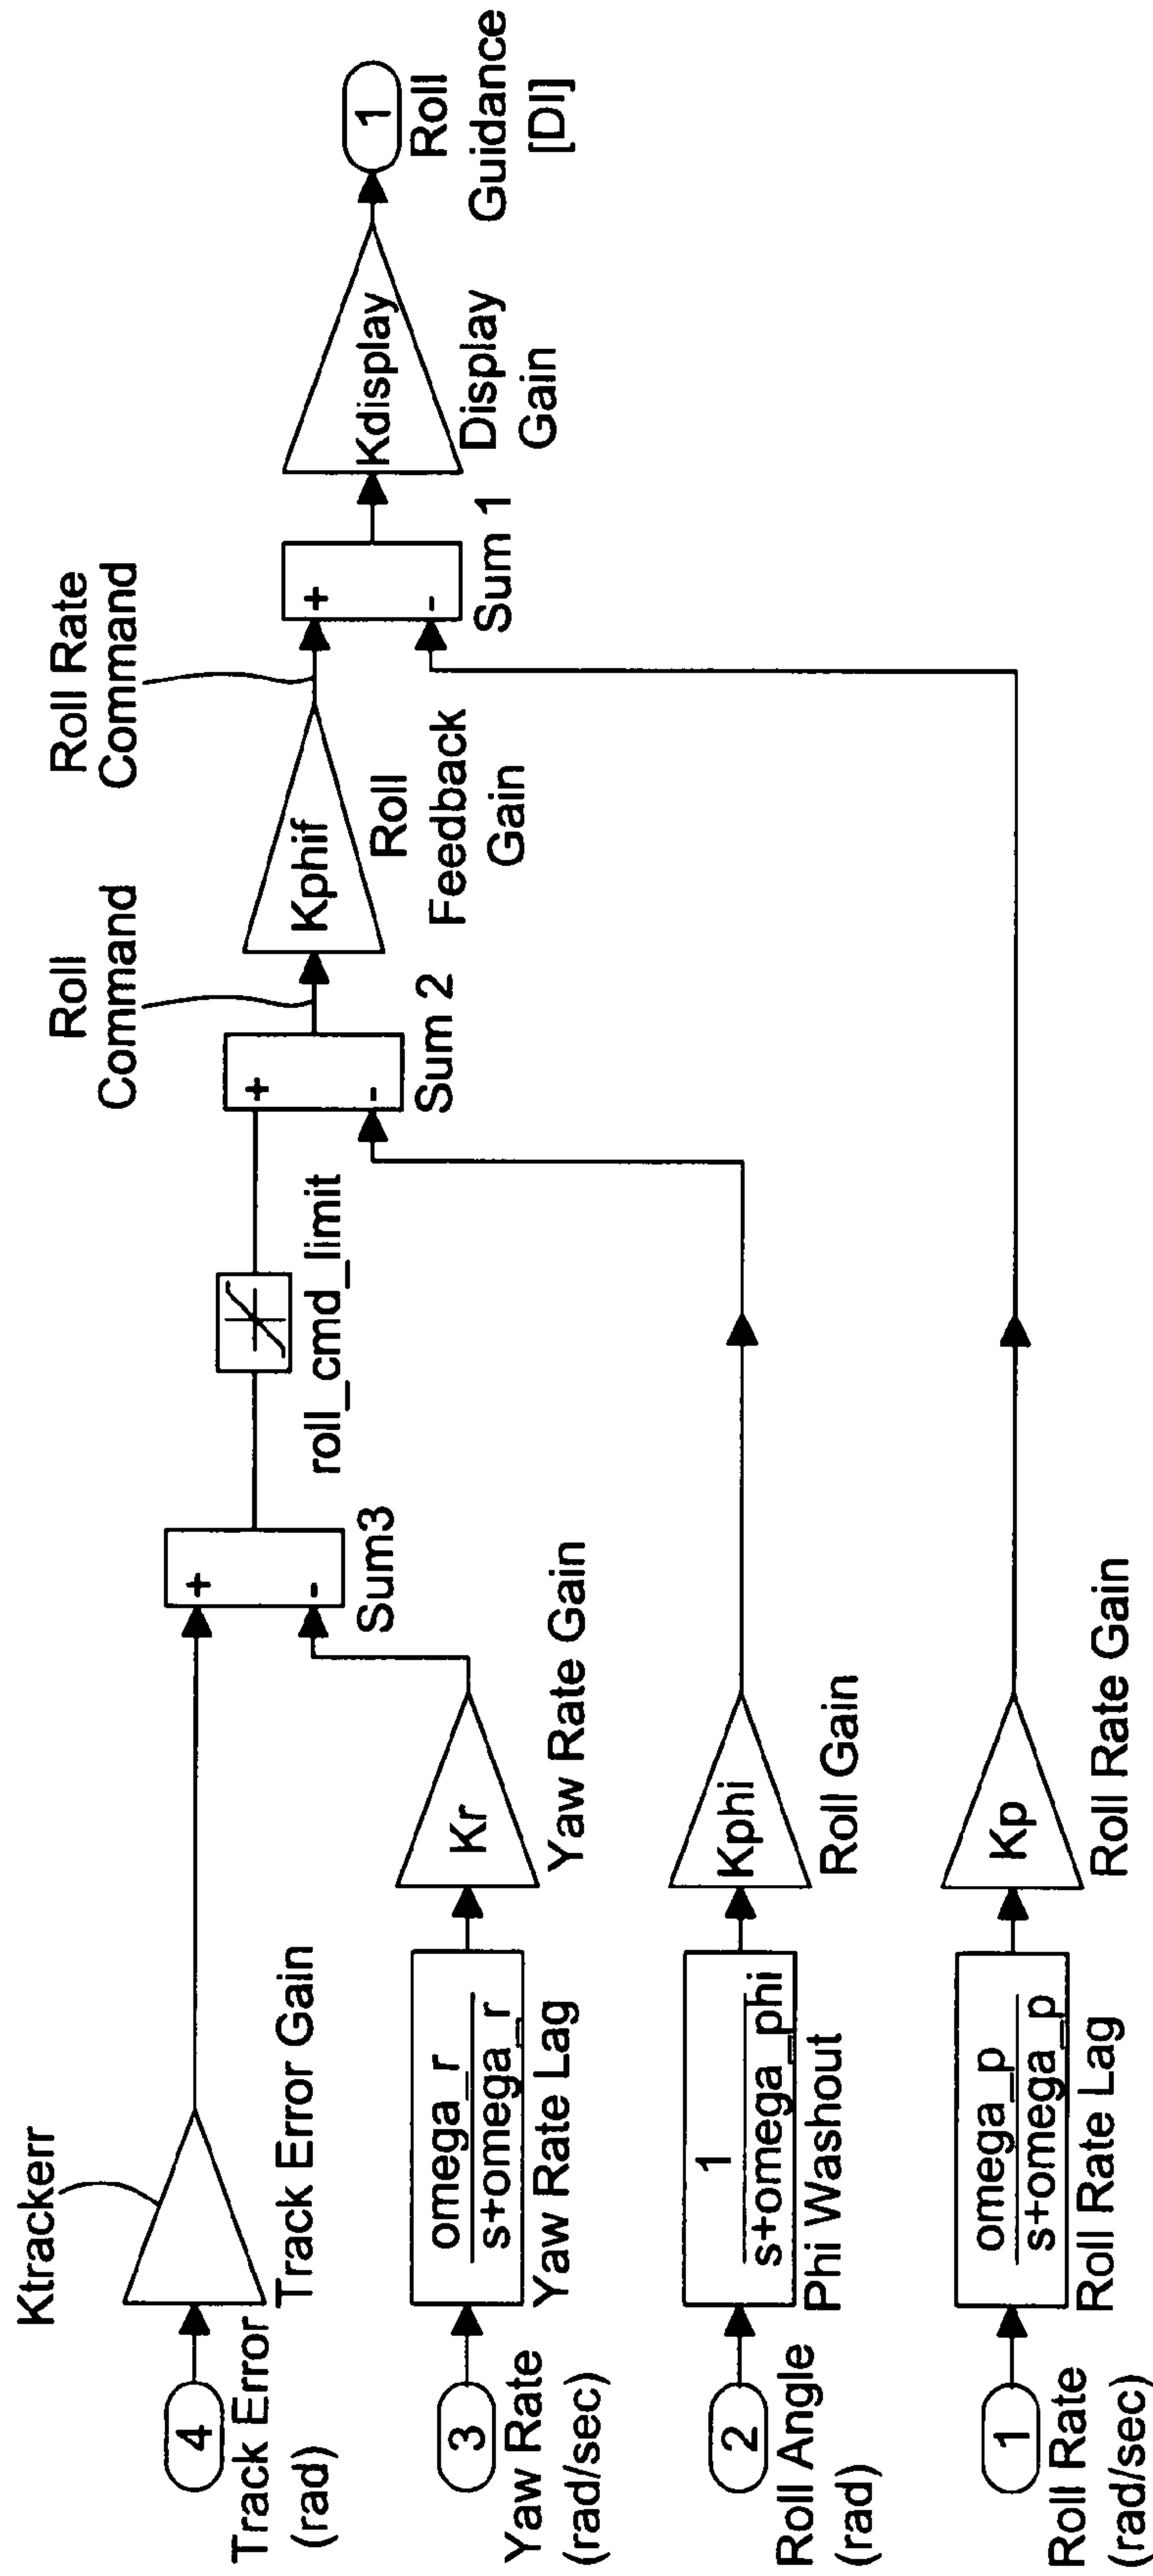 Ktrackerr
4
Track Error
(rad)
Track Error Gain
3
Yaw Rate
(rad/sec)
omega_r
s+omega_r
Yaw Rate Lag
Kr
Yaw Rate Gain
2
Roll Angle
(rad)
1
s+omega_phi
Phi Washout
Kphi
Roll Gain
1
Roll Rate
(rad/sec)
omega_p
s+omega_p
Roll Rate Lag
Kp
Roll Rate Gain
+
-
Sum3
roll_cmd_limit
+
-
Sum 2
Roll
Command
Kphif
Roll
Feedback
Gain
Roll Rate
Command
+
-
Sum 1
Kdisplay
Display
Gain
1
Roll
Guidance
[DI]